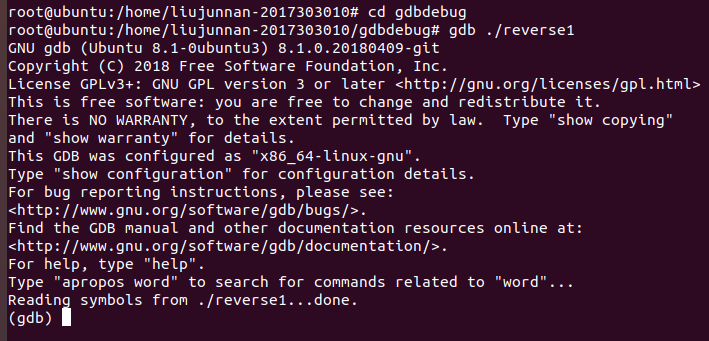 root@ubuntu:/home/liujunnan-2017303010# cd gdbdebug
root@ubuntu:/home/liujunnan-2017303010/gdbdebug# gdb ./reverse1
GNU gdb (Ubuntu 8.1-0ubuntu3) 8.1.0.20180409-git
Copyright (C) 2018 Free Software Foundation, Inc.
License GPLv3+: GNU GPL version 3 or later <http://gnu.org/licenses/gpl.html>
This is free software: you are free to change and redistribute it.
There is NO WARRANTY, to the extent permitted by law.  Type "show copying"
and "show warranty" for details.
This GDB was configured as "x86_64-linux-gnu".
Type "show configuration" for configuration details.
For bug reporting instructions, please see:
<http://www.gnu.org/software/gdb/bugs/>.
Find the GDB manual and other documentation resources online at:
<http://www.gnu.org/software/gdb/documentation/>.
For help, type "help".
Type "apropos word" to search for commands related to "word"...
Reading symbols from ./reverse1...done.
(gdb)